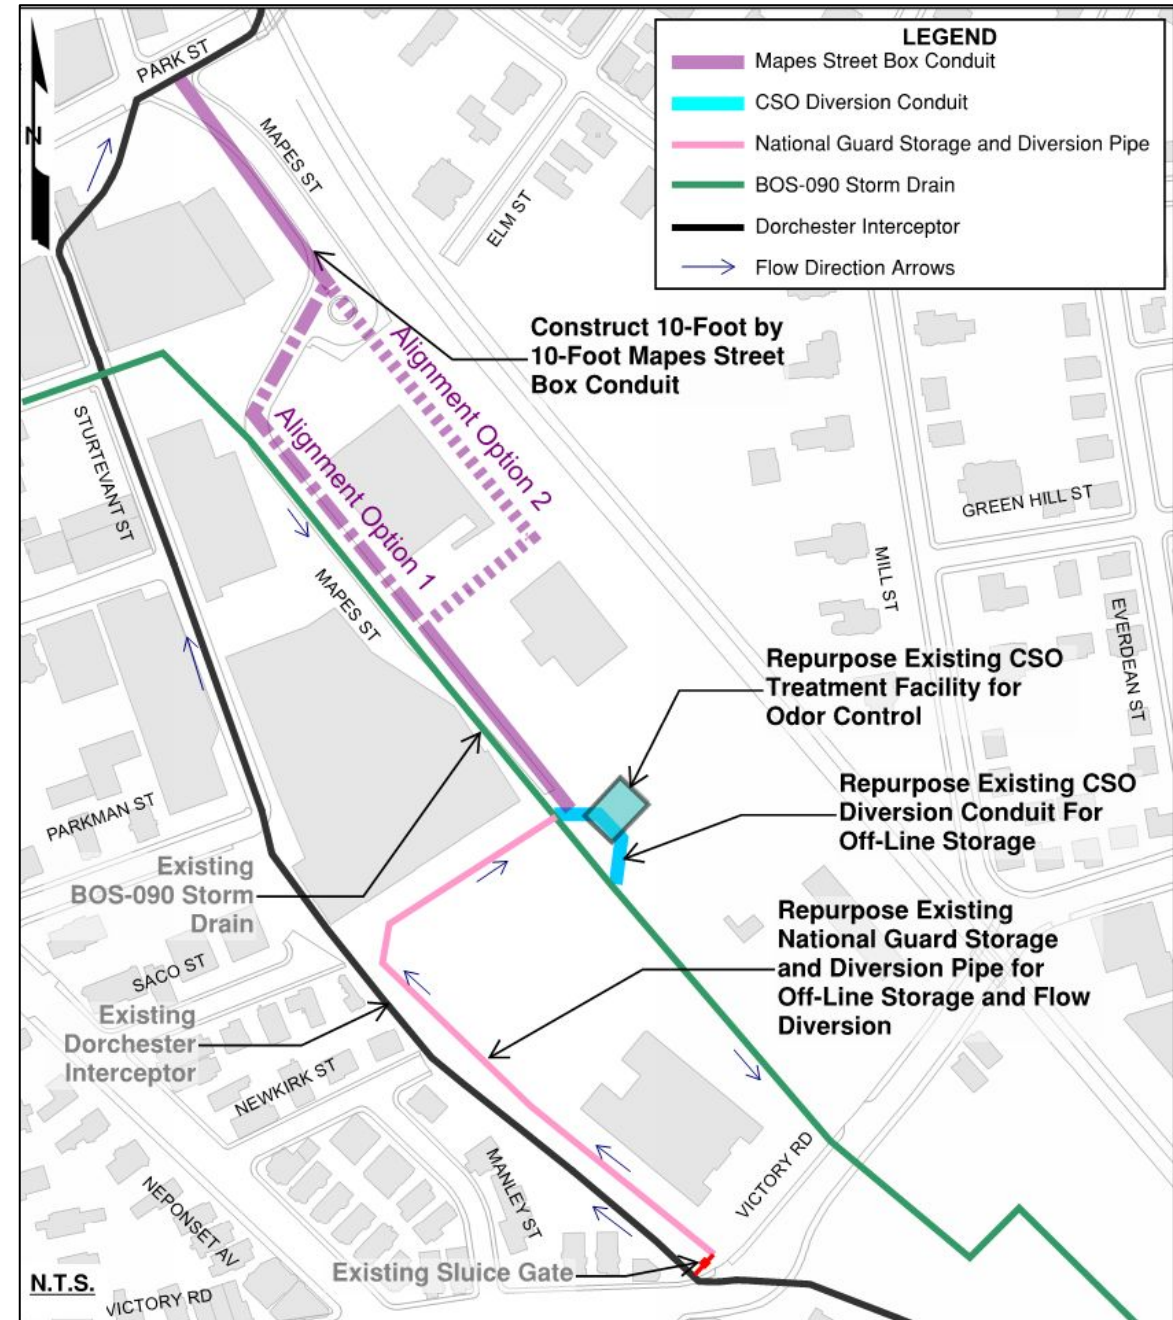 LEGEND
Mapes Street Box Conduit
CSO Diversion Conduit
National Guard Storage and Diversion Pipe
BOS-090 Storm Drain
Dorchester Interceptor
Flow Direction Arrows
N
PARK ST
MAPES ST
ELM ST
Construct 10-Foot by
10-Foot Mapes Street
Box Conduit
Alignment Option 2
Alignment Option 1
STURTEVANT ST
MAPES ST
GREEN HILL ST
MILL ST
EVERDEAN ST
Repurpose Existing CSO
Treatment Facility for
Odor Control
Repurpose Existing CSO
Diversion Conduit For
Off-Line Storage
PARKMAN ST
Existing
BOS-090 Storm
Drain
Repurpose Existing
National Guard Storage
and Diversion Pipe for
Off-Line Storage and Flow
Diversion
SACO ST
Existing
Dorchester
Interceptor
NEWKIRK ST
MANLEY ST
VICTORY RD
NEPONSET AV
Existing Sluice Gate
N.T.S.
VICTORY RD